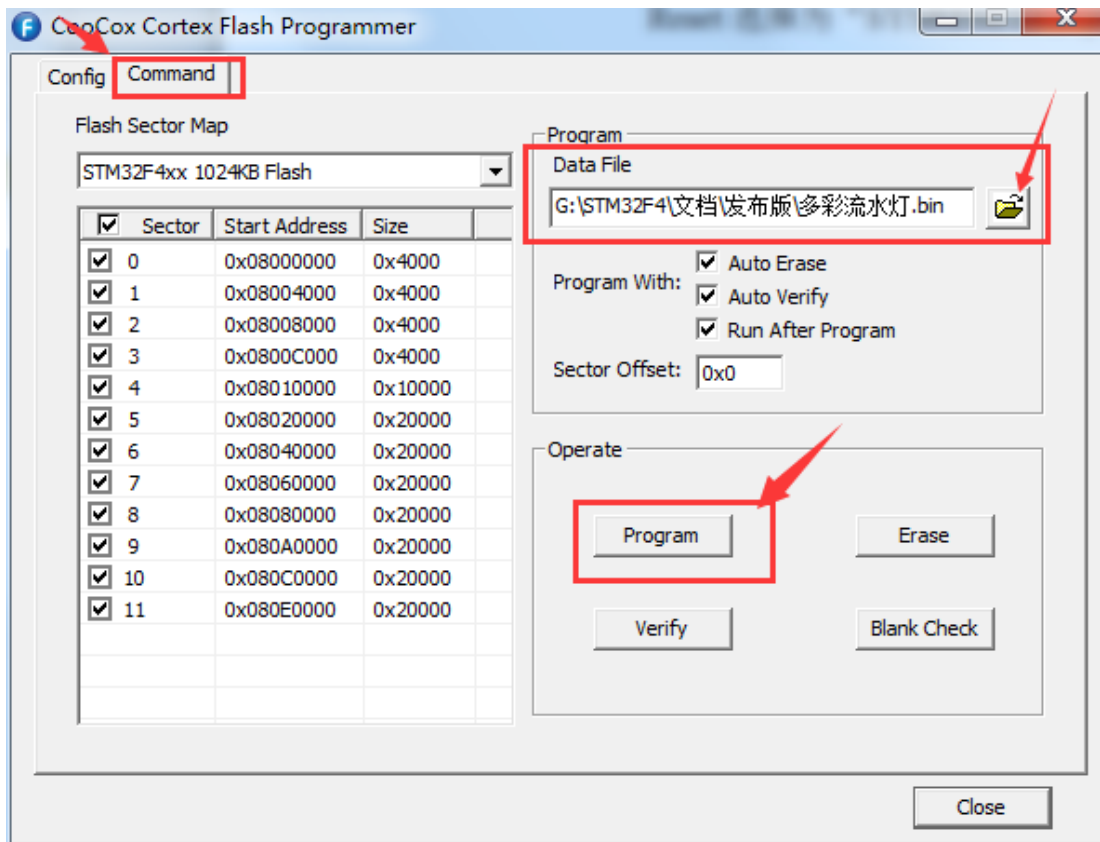 CooCox Cortex Flash Programmer
Config Command
Flash Sector Map
STM32F4xx 1024KB Flash
Sector Start Address Size
0 0x08000000 0x4000
1 0x08004000 0x4000
2 0x08008000 0x4000
3 0x0800C000 0x4000
4 0x08010000 0x10000
5 0x08020000 0x20000
6 0x08040000 0x20000
7 0x08060000 0x20000
8 0x08080000 0x20000
9 0x080A0000 0x20000
10 0x080C0000 0x20000
11 0x080E0000 0x20000
Program
Data File
G:\STM32F4\文档\发布版\多彩流水灯.bin
Program With:
Auto Erase
Auto Verify
Run After Program
Sector Offset: 0x0
Operate
Program Erase
Verify Blank Check
Close